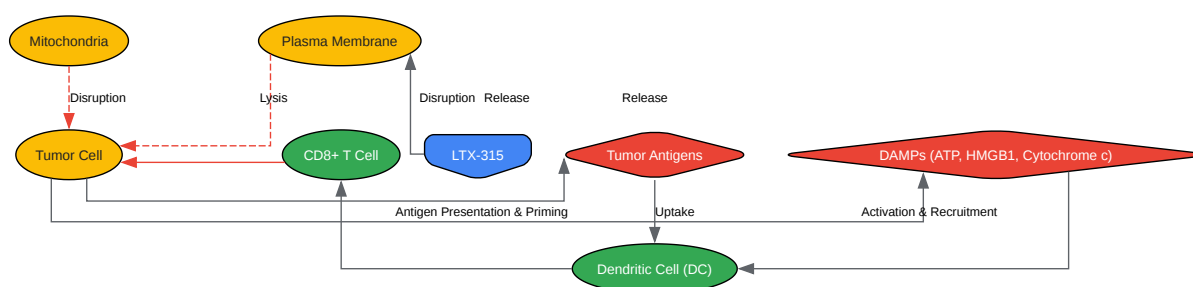 Mitochondria
Plasma Membrane
Disruption
Lysis
Disruption
Release
Release
Tumor Cell
CD8+ T Cell
LTX-315
Tumor Antigens
DAMPs (ATP, HMGB1, Cytochrome c)
Antigen Presentation & Priming
Uptake
Activation & Recruitment
Dendritic Cell (DC)